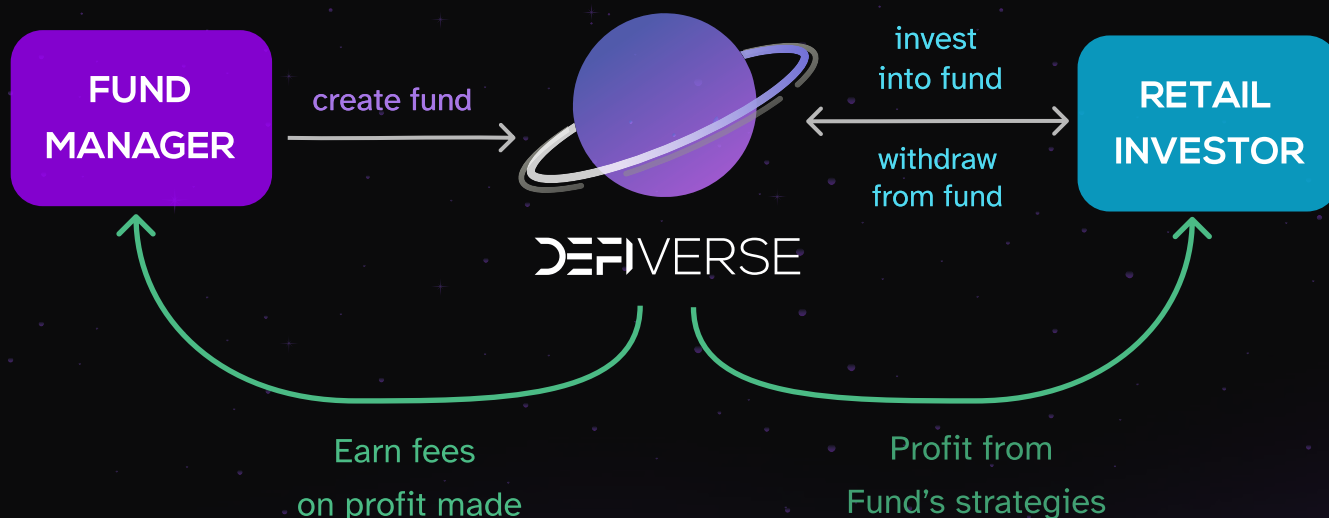 FUND
MANAGER
create fund
invest
into fund
withdraw
from fund
RETAIL
INVESTOR
DEFIVERSE
Earn fees
on profit made
Profit from
Fund's strategies